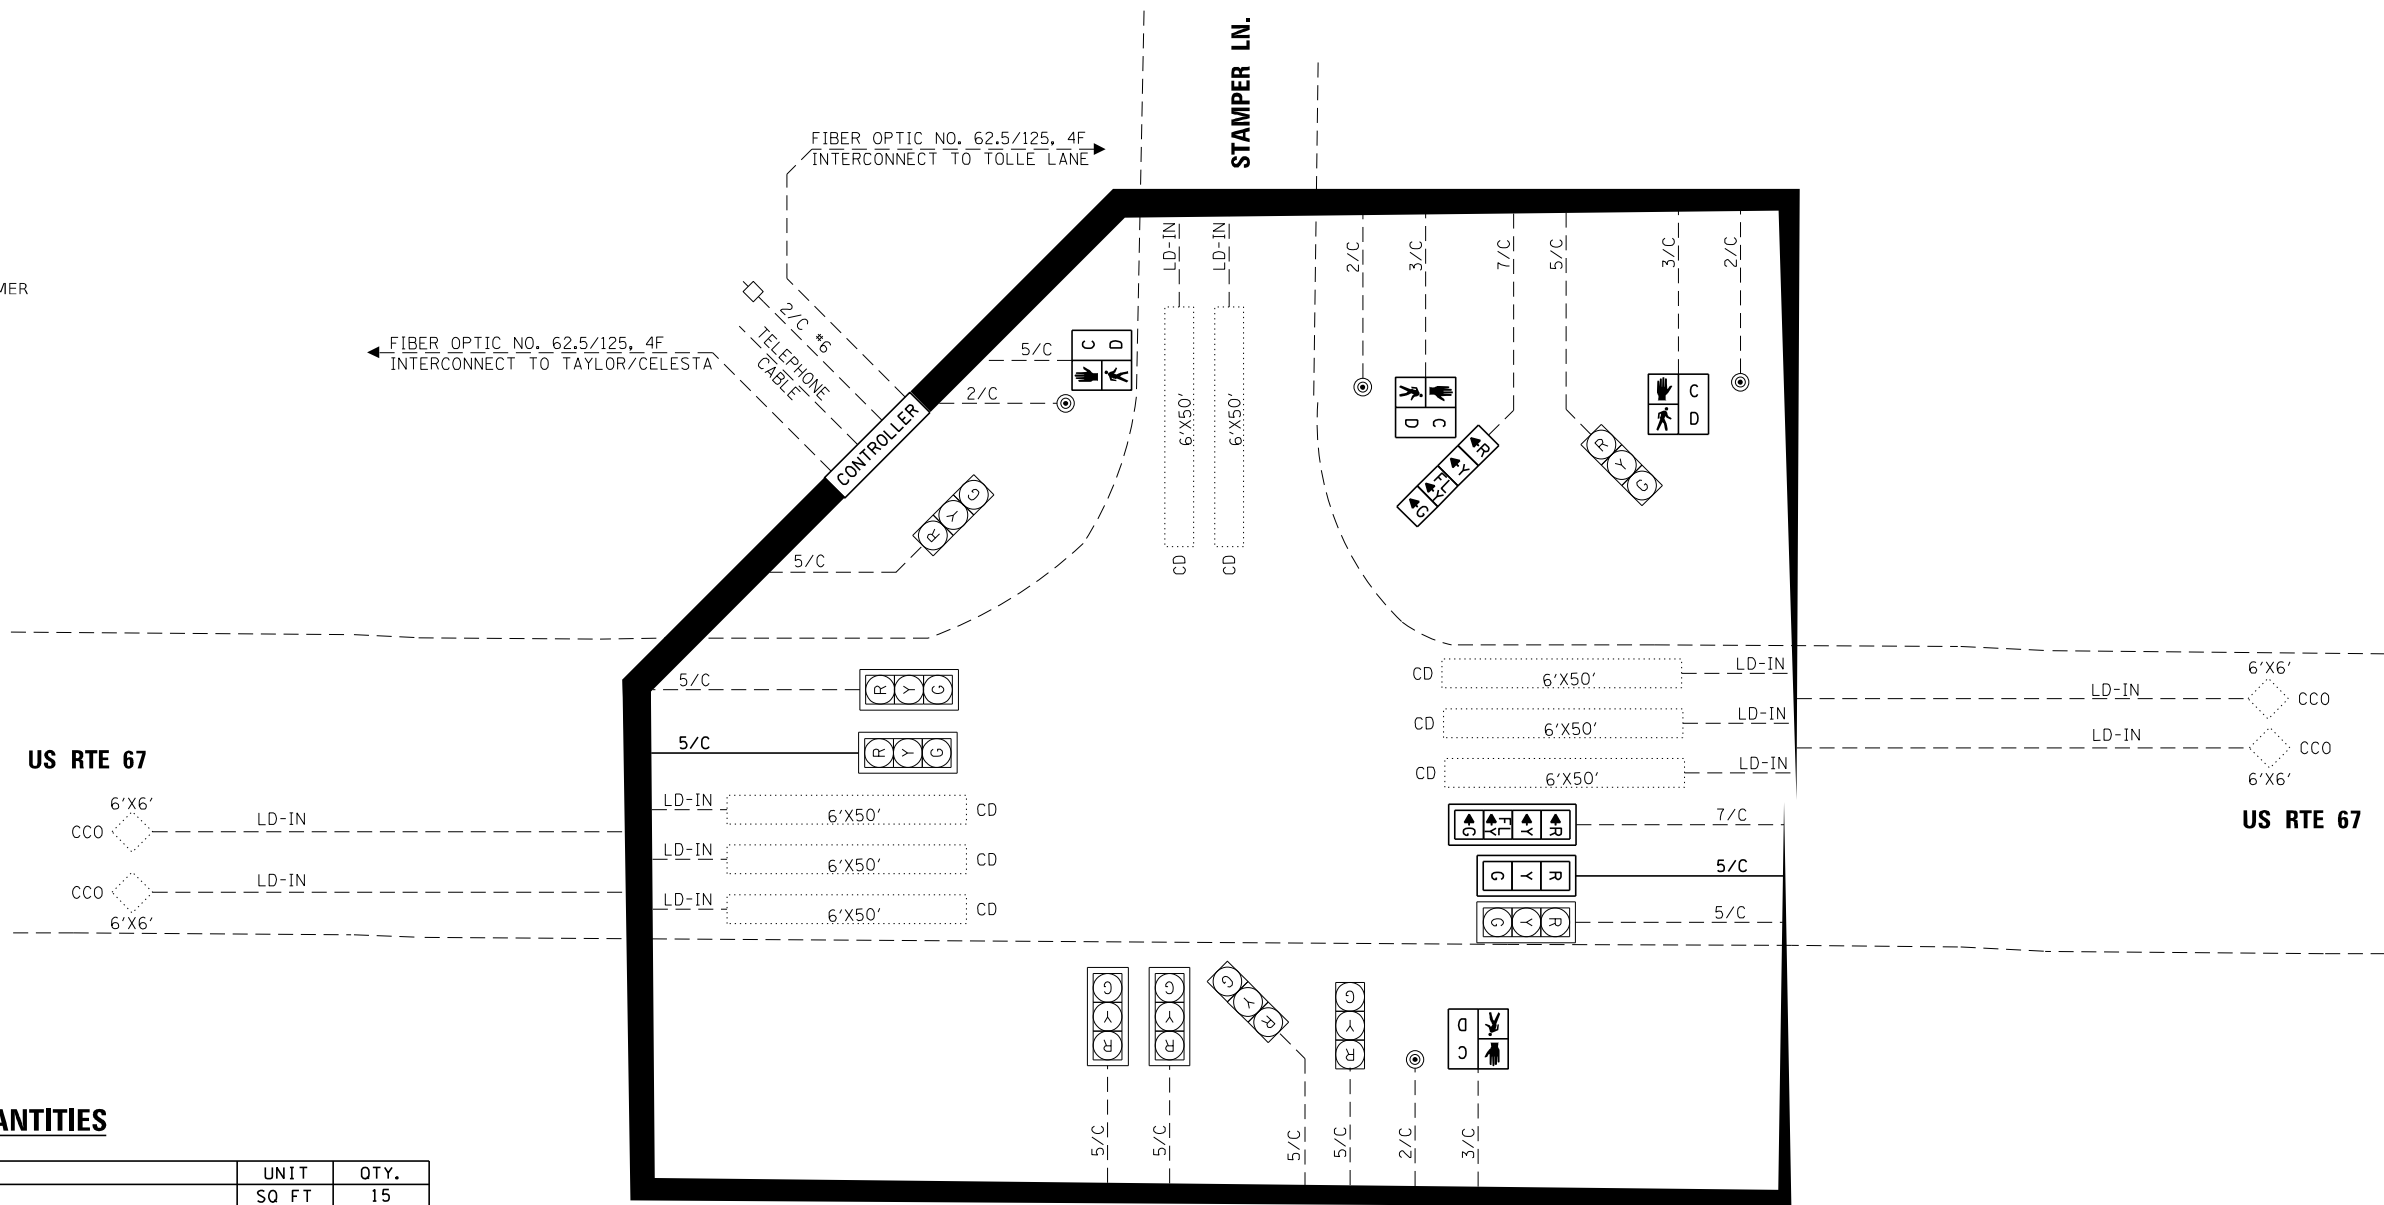 STAMPER LN.
FIBER OPTIC NO. 62.5/125, 4F
INTERCONNECT TO TOLLE LANE
MER
FIBER OPTIC NO. 62.5/125, 4F
INTERCONNECT TO TAYLOR/CELESTA
2/C #6
TELEPHONE
CABLE
CONTROLLER
LD-IN
LD-IN
2/C
3/C
7/C
5/C
3/C
2/C
5/C
C D
2/C
6'X50'
6'X50'
CD
CD
D C
C
D
R Y FLY G
R Y G
R Y G
5/C
5/C
R Y G
5/C
R Y G
US RTE 67
6'X6'
CCO
LD-IN
CCO
LD-IN
6'X6'
LD-IN
6'X50'
CD
LD-IN
6'X50'
CD
LD-IN
6'X50'
CD
CD
6'X50'
LD-IN
CD
6'X50'
LD-IN
CD
6'X50'
LD-IN
6'X6'
LD-IN
CCO
LD-IN
CCO
6'X6'
US RTE 67
G FLY Y R
7/C
G Y R
5/C
G Y R
5/C
G Y R
G Y R
G Y R
G Y R
D
C
5/C
5/C
5/C
5/C
2/C
3/C
ANTITIES
UNIT QTY.
SQ FT 15